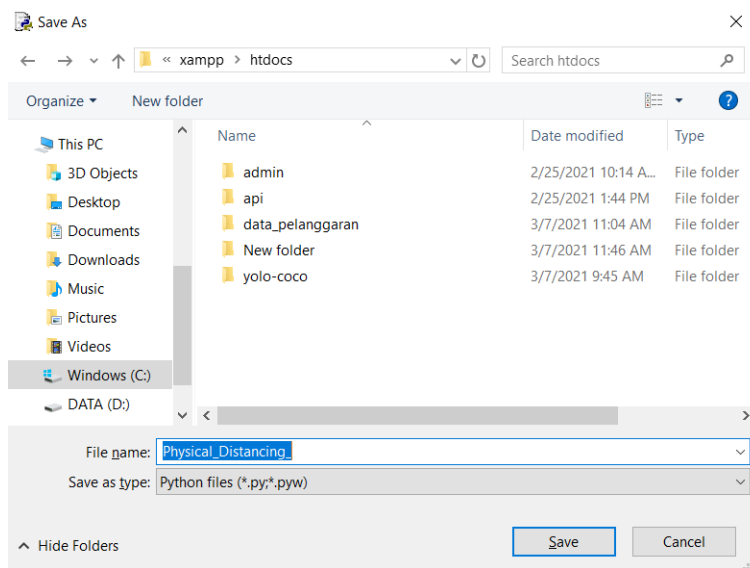 Save As
« xampp > htdocs
Search htdocs
Organize
New folder
This PC
3D Objects
Desktop
Documents
Downloads
Music
Pictures
Videos
Windows (C:)
DATA (D:)
Name Date modified Type
admin 2/25/2021 10:14 A... File folder
api 2/25/2021 1:44 PM File folder
data_pelanggaran 3/7/2021 11:04 AM File folder
New folder 3/7/2021 11:46 AM File folder
yolo-coco 3/7/2021 9:45 AM File folder
File name: Physical_Distancing_
Save as type: Python files (*.py;*.pyw)
Hide Folders
Save
Cancel